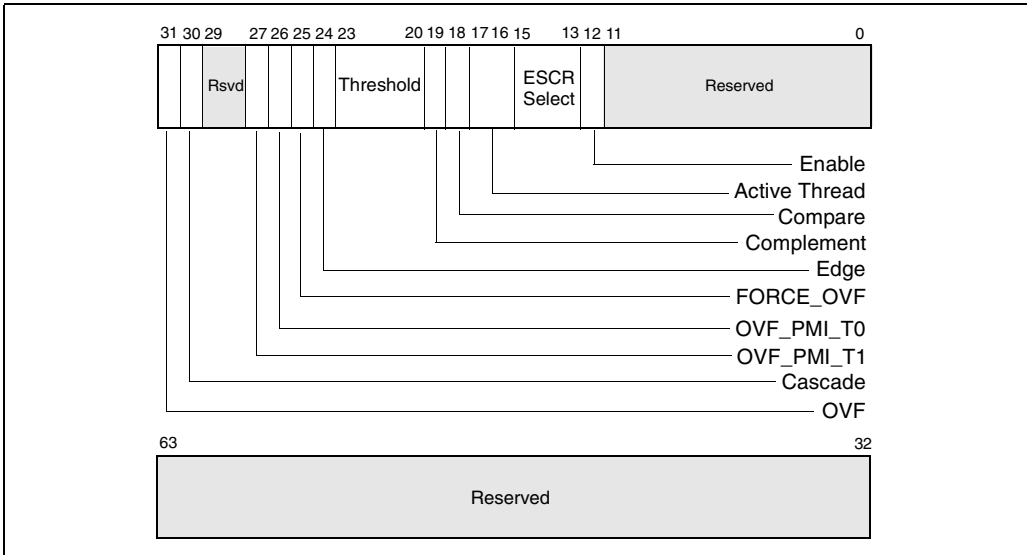 31 30 29 27 26 25 24 23 20 19 18 17 16 15 13 12 11 0
Rsvd Threshold ESCR Select Reserved
Enable
Active Thread
Compare
Complement
Edge
FORCE_OVF
OVF_PMI_T0
OVF_PMI_T1
Cascade
OVF
63 32
Reserved